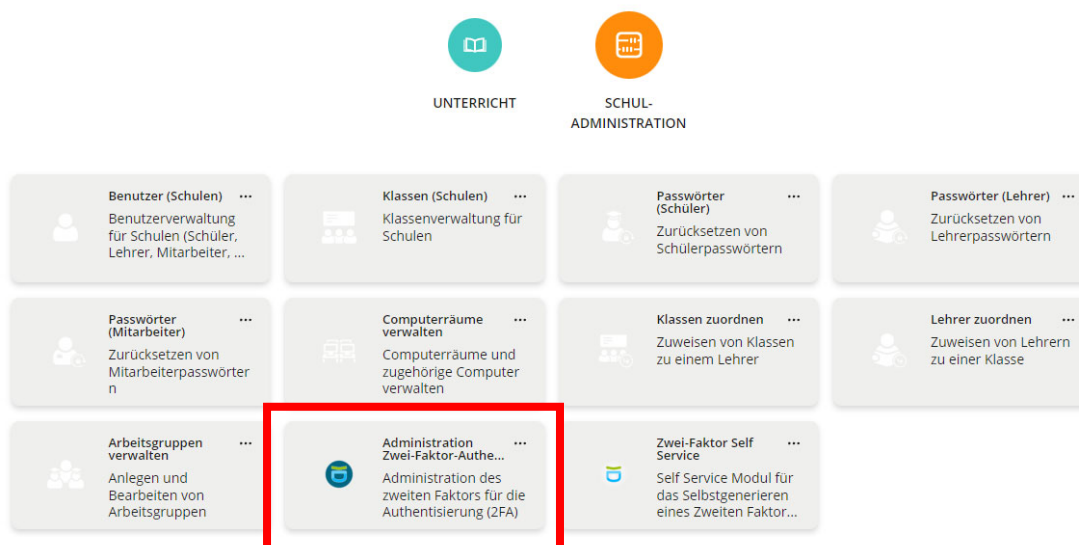 UNTERRICHT
SCHUL-
ADMINISTRATION
Benutzer (Schulen) ...
Benutzerverwaltung
für Schulen (Schüler,
Lehrer, Mitarbeiter, ...
Klassen (Schulen) ...
Klassenverwaltung für
Schulen
Passwörter ...
(Schüler)
Zurücksetzen von
Schülerpasswörtern
Passwörter (Lehrer) ...
Zurücksetzen von
Lehrerpasswörtern
Passwörter ...
(Mitarbeiter)
Zurücksetzen von
Mitarbeiterpasswörter
n
Computerräume ...
verwalten
Computerräume und
zugehörige Computer
verwalten
Klassen zuordnen ...
Zuweisen von Klassen
zu einem Lehrer
Lehrer zuordnen ...
Zuweisen von Lehrern
zu einer Klasse
Arbeitsgruppen ...
verwalten
Anlegen und
Bearbeiten von
Arbeitsgruppen
Administration ...
Zwei-Faktor-Authe...
Administration des
zweiten Faktors für die
Authentisierung (2FA)
Zwei-Faktor Self ...
Service
Self Service Modul für
das Selbstgenerieren
eines Zweiten Faktor...